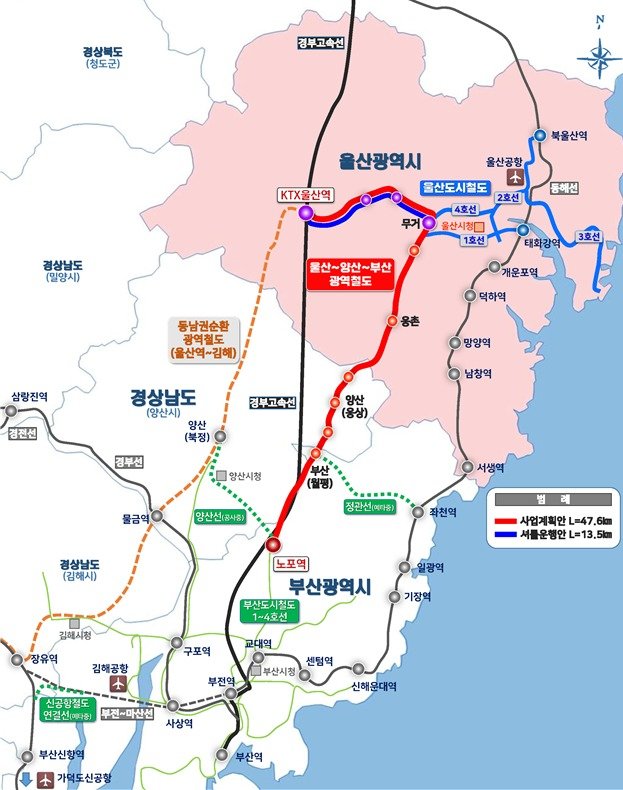 N
경상북도
(청도군)
경부고속선
북울산역
울산광역시
울산공항
KTX울산역
울산도시철도
2호선
동해선
4호선
무거
울산시청
1호선
태화강역
3호선
경상남도
(밀양시)
울산~양산~부산
광역철도
개운포역
덕하역
동남권순환
광역철도
(울산역~김해)
웅촌
망양역
남창역
경상남도
(양산시)
삼랑진역
경부고속선
양산
(웅상)
경전선
양산
(북정)
경부선
부산
(월평)
서생역
양산시청
정관선(예타중)
좌천역
범 례
사업계획안 L=47.6㎞
셔틀운행안 L=13.5㎞
물금역
양산선(공사중)
노포역
경상남도
(김해시)
일광역
부산광역시
기장역
부산도시철도
1~4호선
김해시청
구포역
교대역
장유역
김해공항
부산시청
센텀역
신해운대역
부전역
신공항철도
연결선(예타중)
부전~마산선
사상역
부산신항역
부산역
가덕도신공항